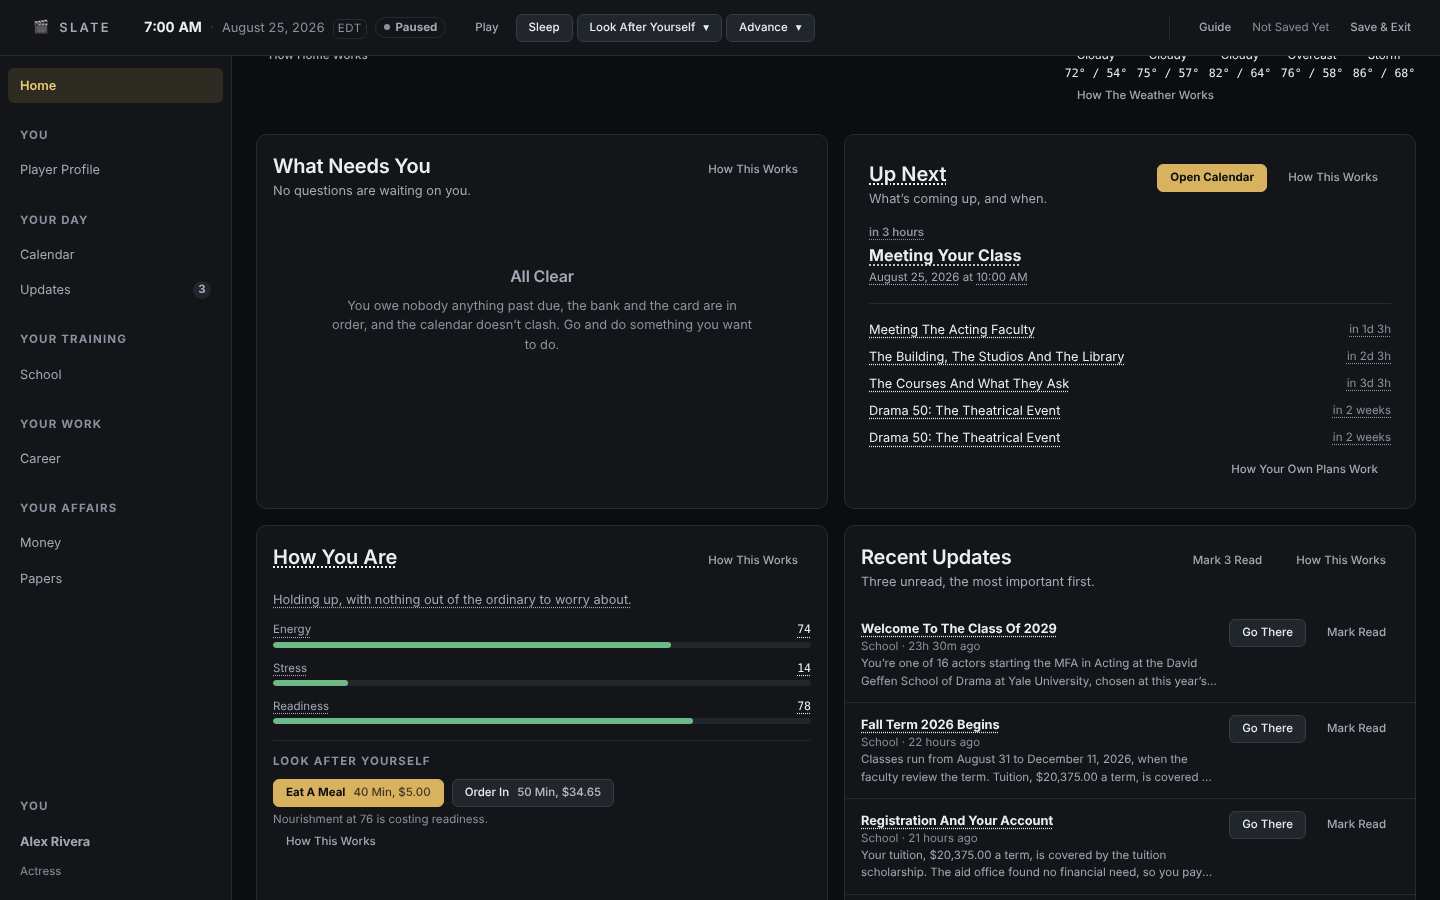 SLATE
7:00 AM · August 25, 2026 EDT Paused
Play
Sleep
Look After Yourself ▾
Advance ▾
Guide
Not Saved Yet
Save & Exit
Home
YOU
Player Profile
YOUR DAY
Calendar
Updates 3
YOUR TRAINING
School
YOUR WORK
Career
YOUR AFFAIRS
Money
Papers
YOU
Alex Rivera
Actress
How Home Works
Cloudy Cloudy Cloudy Overcast Storm
72° / 54° 75° / 57° 82° / 64° 76° / 58° 86° / 68°
How The Weather Works
What Needs You
How This Works
No questions are waiting on you.
All Clear
You owe nobody anything past due, the bank and the card are in
order, and the calendar doesn't clash. Go and do something you want
to do.
Up Next
Open Calendar
How This Works
What's coming up, and when.
in 3 hours
Meeting Your Class
August 25, 2026 at 10:00 AM
Meeting The Acting Faculty in 1d 3h
The Building, The Studios And The Library in 2d 3h
The Courses And What They Ask in 3d 3h
Drama 50: The Theatrical Event in 2 weeks
Drama 50: The Theatrical Event in 2 weeks
How Your Own Plans Work
How You Are
How This Works
Holding up, with nothing out of the ordinary to worry about.
Energy 74
Stress 14
Readiness 78
LOOK AFTER YOURSELF
Eat A Meal 40 Min, $5.00
Order In 50 Min, $34.65
Nourishment at 76 is costing readiness.
How This Works
Recent Updates
Mark 3 Read
How This Works
Three unread, the most important first.
Welcome To The Class Of 2029
Go There
Mark Read
School · 23h 30m ago
You're one of 16 actors starting the MFA in Acting at the David
Geffen School of Drama at Yale University, chosen at this year's...
Fall Term 2026 Begins
Go There
Mark Read
School · 22 hours ago
Classes run from August 31 to December 11, 2026, when the
faculty review the term. Tuition, $20,375.00 a term, is covered ...
Registration And Your Account
Go There
Mark Read
School · 21 hours ago
Your tuition, $20,375.00 a term, is covered by the tuition
scholarship. The aid office found no financial need, so you pay...